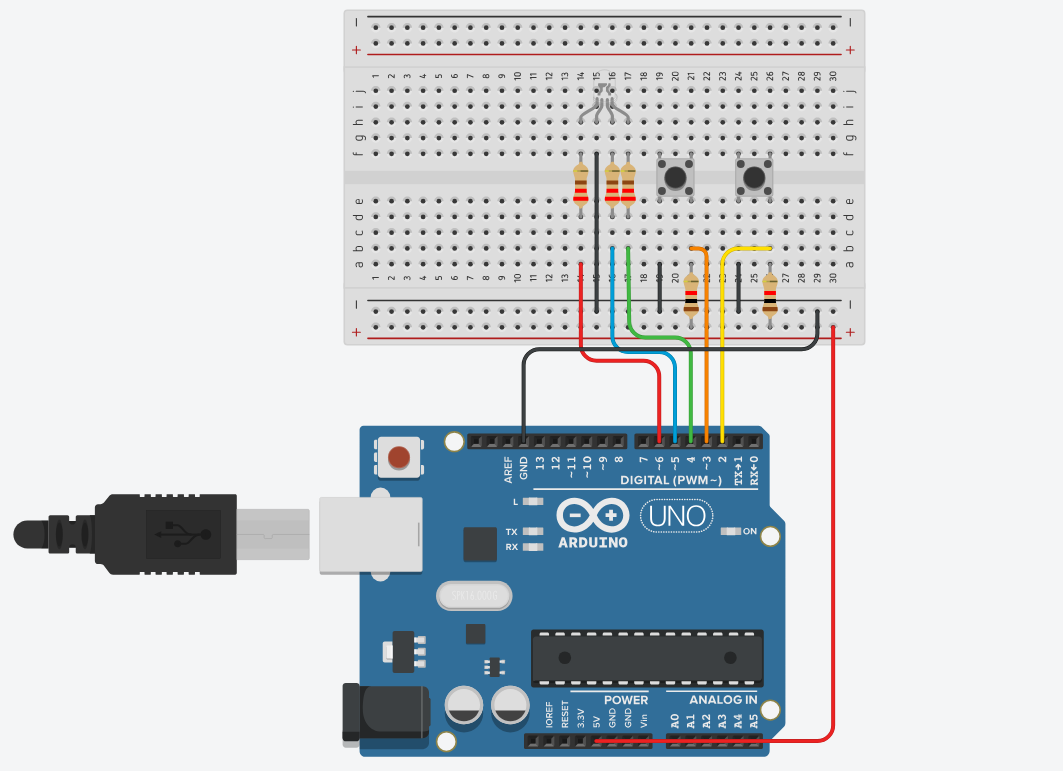 − −
+ +
1 2 3 4 5 6 7 8 9 10 11 12 13 14 15 16 17 18 19 20 21 22 23 24 25 26 27 28 29 30
j j
i i
h h
g g
f f
e e
d d
c c
b b
a a
1 2 3 4 5 6 7 8 9 10 11 12 13 14 15 16 17 18 19 20 21 22 23 24 25 26 27 28 29 30
− −
+ +
AREF GND 13 12 ~11 ~10 ~9 8 7 ~6 ~5 4 ~3 2 TX→1 RX←0
DIGITAL (PWM~)
L
TX
RX
UNO
ON
ARDUINO
POWER ANALOG IN
IOREF RESET 3.3V 5V GND GND Vin A0 A1 A2 A3 A4 A5